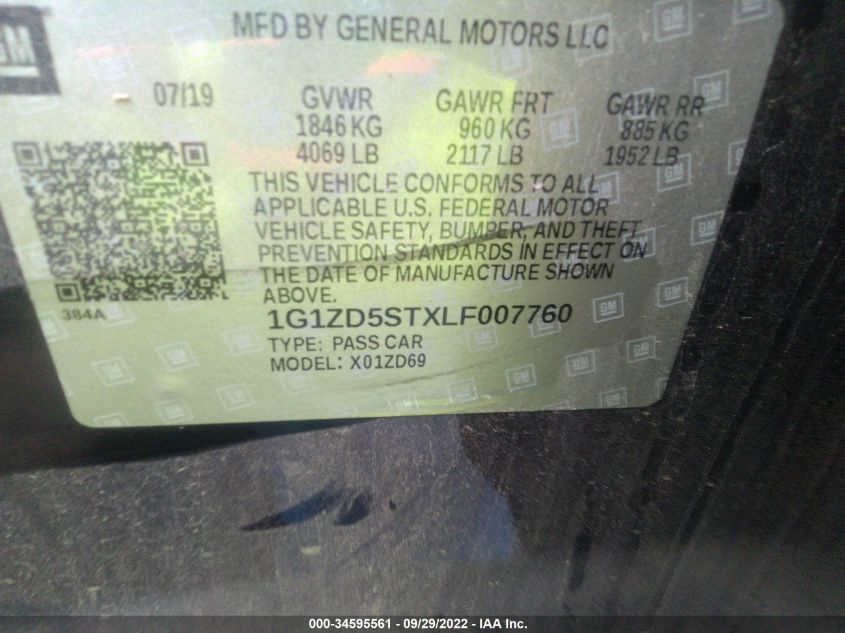 GM
MFD BY GENERAL MOTORS LLC
07/19
GVWR
1846 KG
4069 LB
GAWR FRT
960 KG
2117 LB
GAWR RR
885 KG
1952 LB
THIS VEHICLE CONFORMS TO ALL
APPLICABLE U.S. FEDERAL MOTOR
VEHICLE SAFETY, BUMPER, AND THEFT
PREVENTION STANDARDS IN EFFECT ON
THE DATE OF MANUFACTURE SHOWN
ABOVE.
384A
1G1ZD5STXLF007760
TYPE: PASS CAR
MODEL: X01ZD69
000-34595561 - 09/29/2022 - IAA Inc.